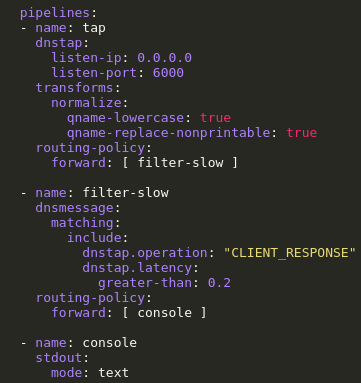 pipelines:
- name: tap
  dnstap:
    listen-ip: 0.0.0.0
    listen-port: 6000
  transforms:
    normalize:
      qname-lowercase: true
      qname-replace-nonprintable: true
  routing-policy:
    forward: [ filter-slow ]

- name: filter-slow
  dnsmessage:
    matching:
      include:
        dnstap.operation: "CLIENT_RESPONSE"
        dnstap.latency:
          greater-than: 0.2
  routing-policy:
    forward: [ console ]

- name: console
  stdout:
    mode: text